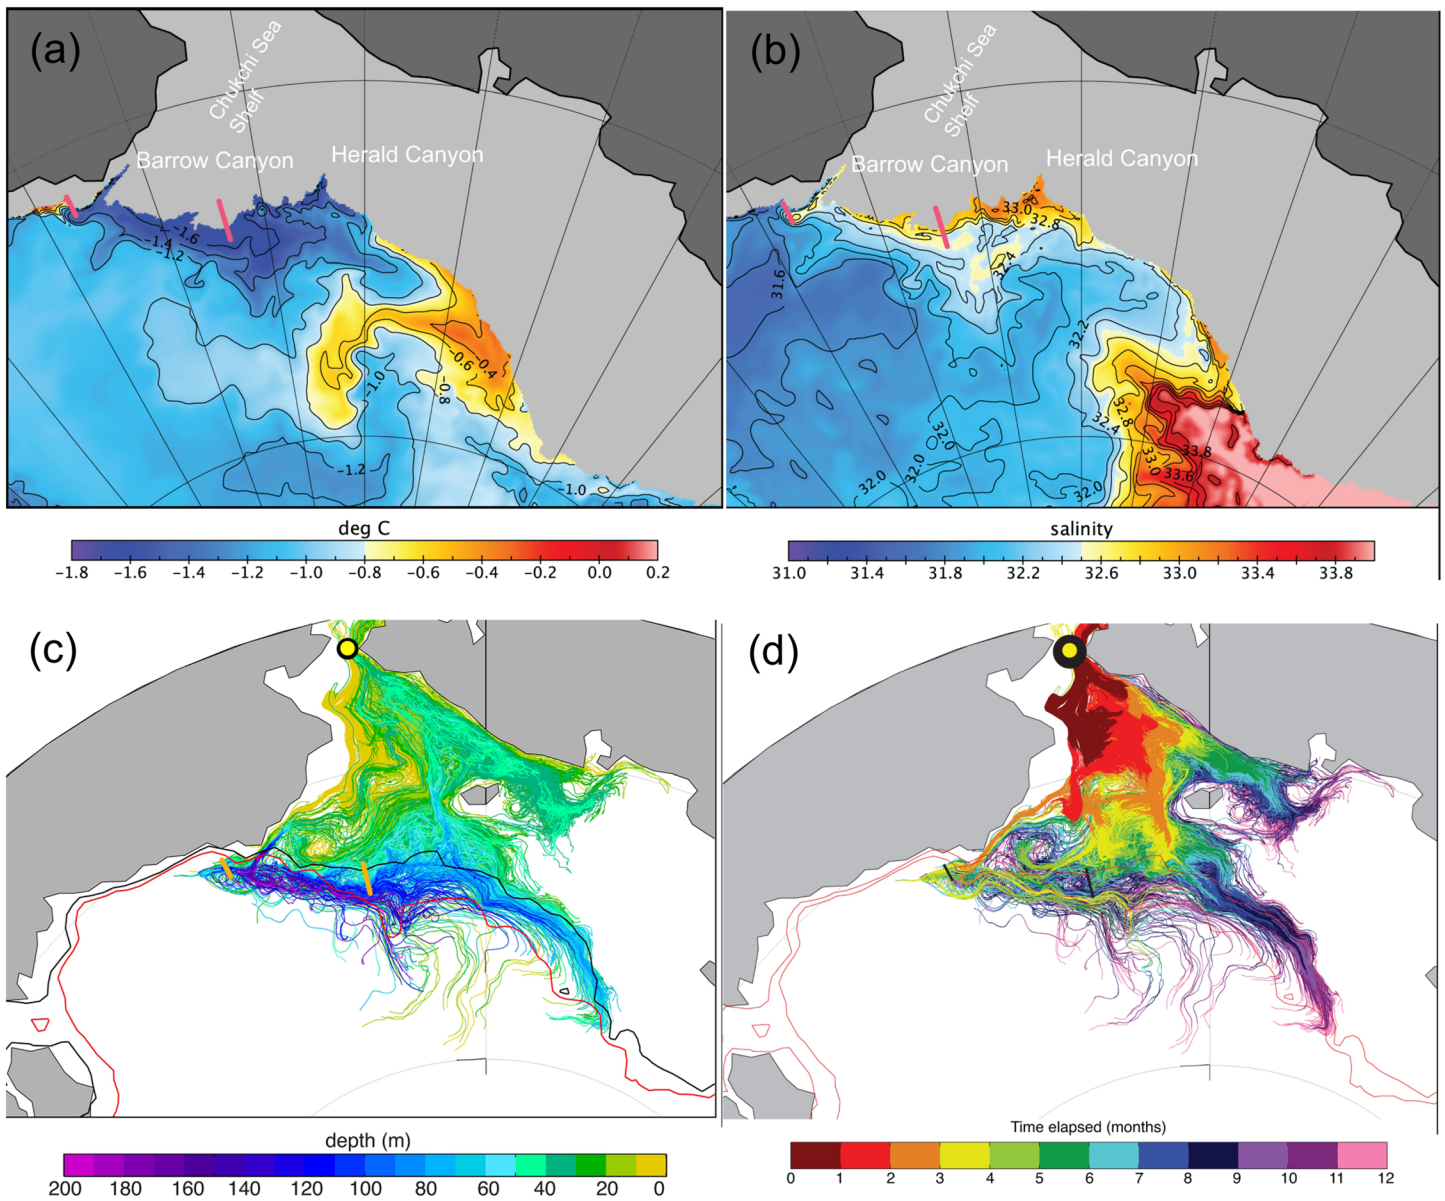 (a)
Chukchi Sea
Shelf
Barrow Canyon
Herald Canyon
-1.6
-1.4
-1.2
-0.4
-0.6
-0.8
-1.0
-1.2
-1.0
deg C
-1.8 -1.6 -1.4 -1.2 -1.0 -0.8 -0.6 -0.4 -0.2 0.0 0.2
(b)
Chukchi Sea
Shelf
Barrow Canyon
Herald Canyon
33.0
32.8
32.4
31.6
32.2
32.8
32.4
32.0
33.8
33.0
33.6
32.0
32.0
32.0
salinity
31.0 31.4 31.8 32.2 32.6 33.0 33.4 33.8
(c)
depth (m)
200 180 160 140 120 100 80 60 40 20 0
(d)
Time elapsed (months)
0 1 2 3 4 5 6 7 8 9 10 11 12